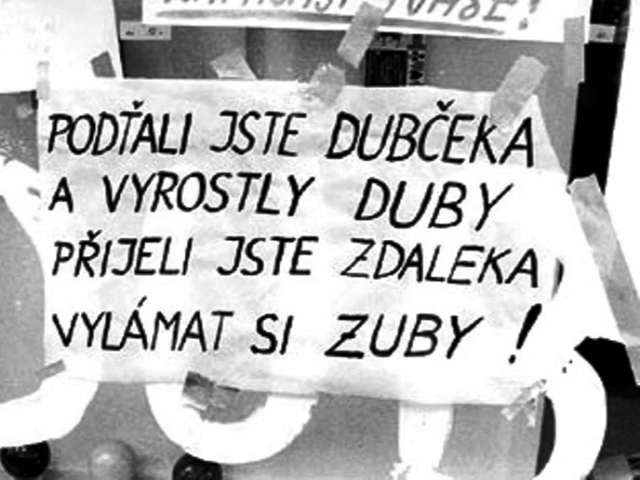 PODŤALI JSTE DUBČEKA
A VYROSTLY DUBY
PŘIJELI JSTE ZDALEKA,
VYLÁMAT SI ZUBY !